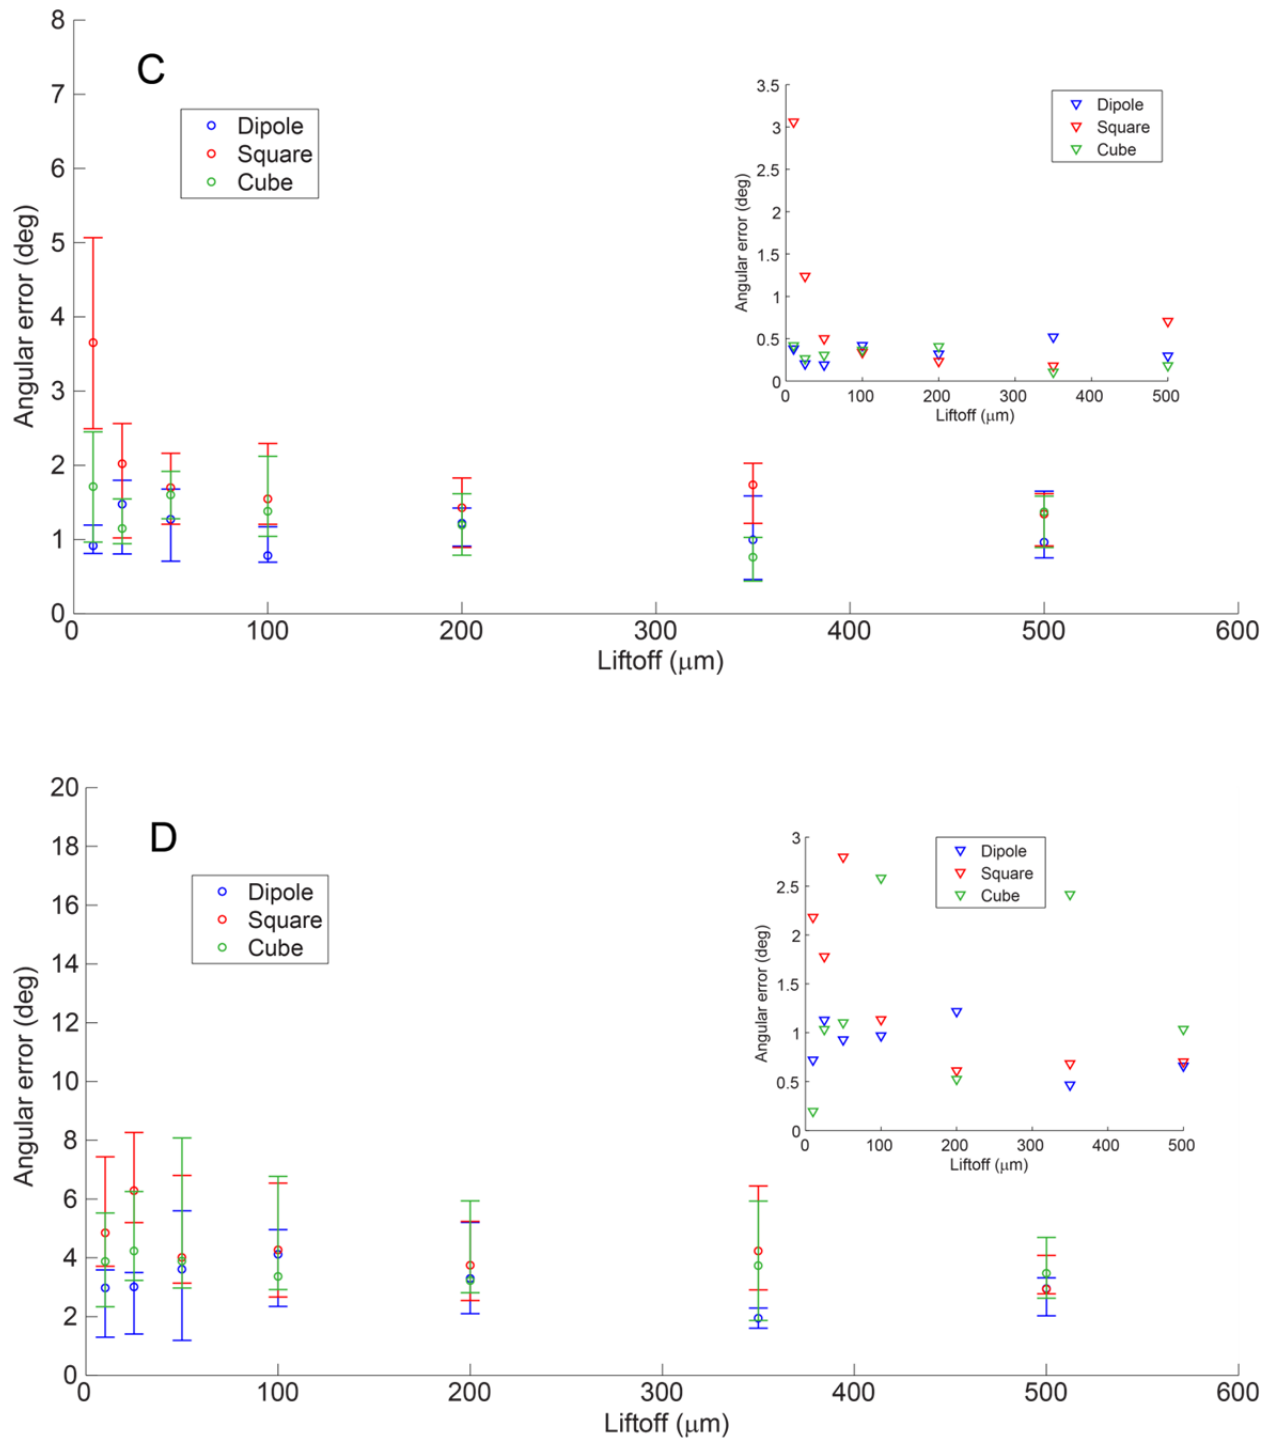 C
8
7
6
5
4
3
2
1
0
Angular error (deg)
Dipole
Square
Cube
0 100 200 300 400 500 600
Liftoff (μm)
3.5
3
2.5
2
1.5
1
0.5
0
Angular error (deg)
Dipole
Square
Cube
0 100 200 300 400 500
Liftoff (μm)
D
20
18
16
14
12
10
8
6
4
2
0
Angular error (deg)
Dipole
Square
Cube
0 100 200 300 400 500 600
Liftoff (μm)
3
2.5
2
1.5
1
0.5
0
Angular error (deg)
Dipole
Square
Cube
0 100 200 300 400 500
Liftoff (μm)